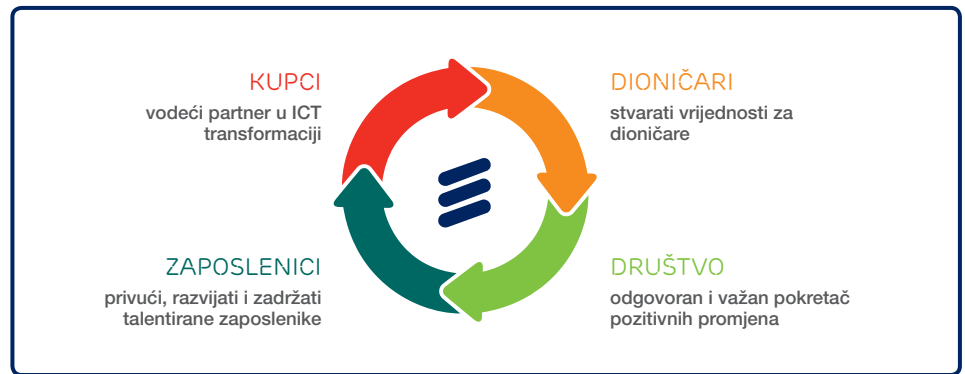 KUPCI
vodeći partner u ICT
transformaciji
DIONIČARI
stvarati vrijednosti za
dioničare
ZAPOSLENICI
privući, razvijati i zadržati
talentirane zaposlenike
DRUŠTVO
odgovoran i važan pokretač
pozitivnih promjena